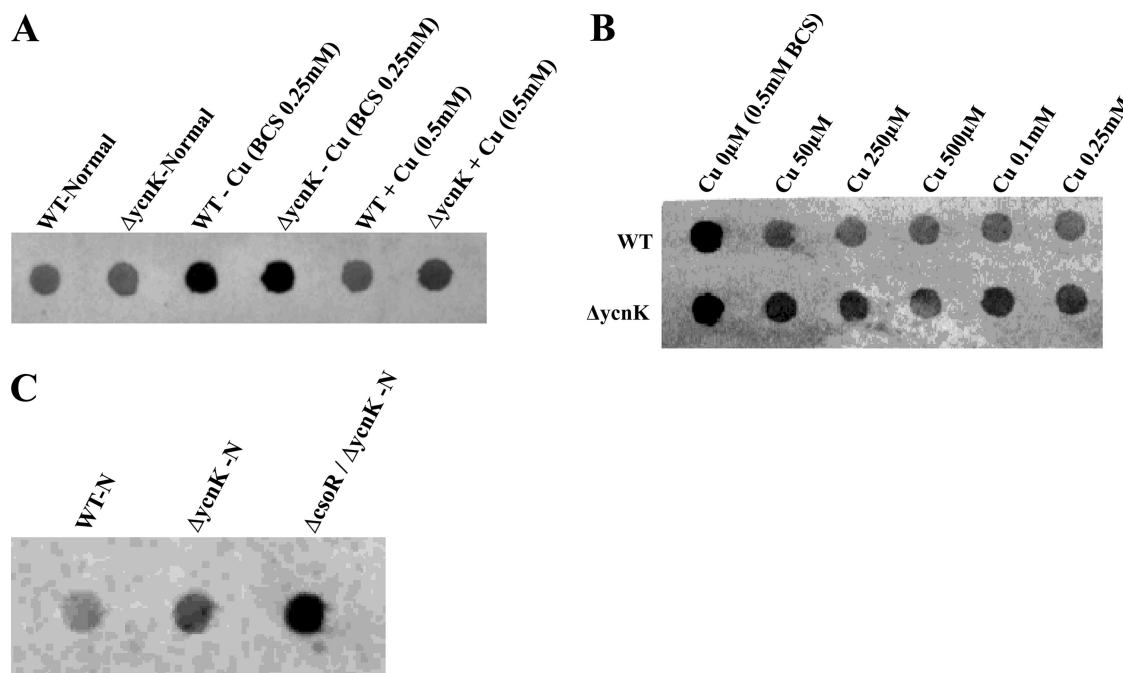 A
WT-Normal
ΔycnK-Normal
WT - Cu (BCS 0.25mM)
ΔycnK - Cu (BCS 0.25mM)
WT + Cu (0.5mM)
ΔycnK + Cu (0.5mM)
B
Cu 0µM (0.5mM BCS)
Cu 50µM
Cu 250µM
Cu 500µM
Cu 0.1mM
Cu 0.25mM
WT
ΔycnK
C
WT-N
ΔycnK -N
ΔcsoR / ΔycnK -N